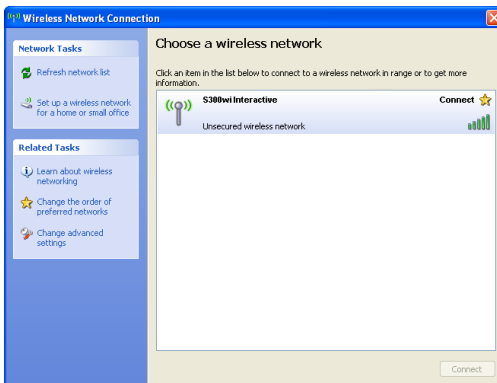 Wireless Network Connection
Network Tasks
Refresh network list
Set up a wireless network
for a home or small office
Related Tasks
Learn about wireless
networking
Change the order of
preferred networks
Change advanced
settings
Choose a wireless network
Click an item in the list below to connect to a wireless network in range or to get more
information.
S300wi Interactive
Connect
Unsecured wireless network
Connect